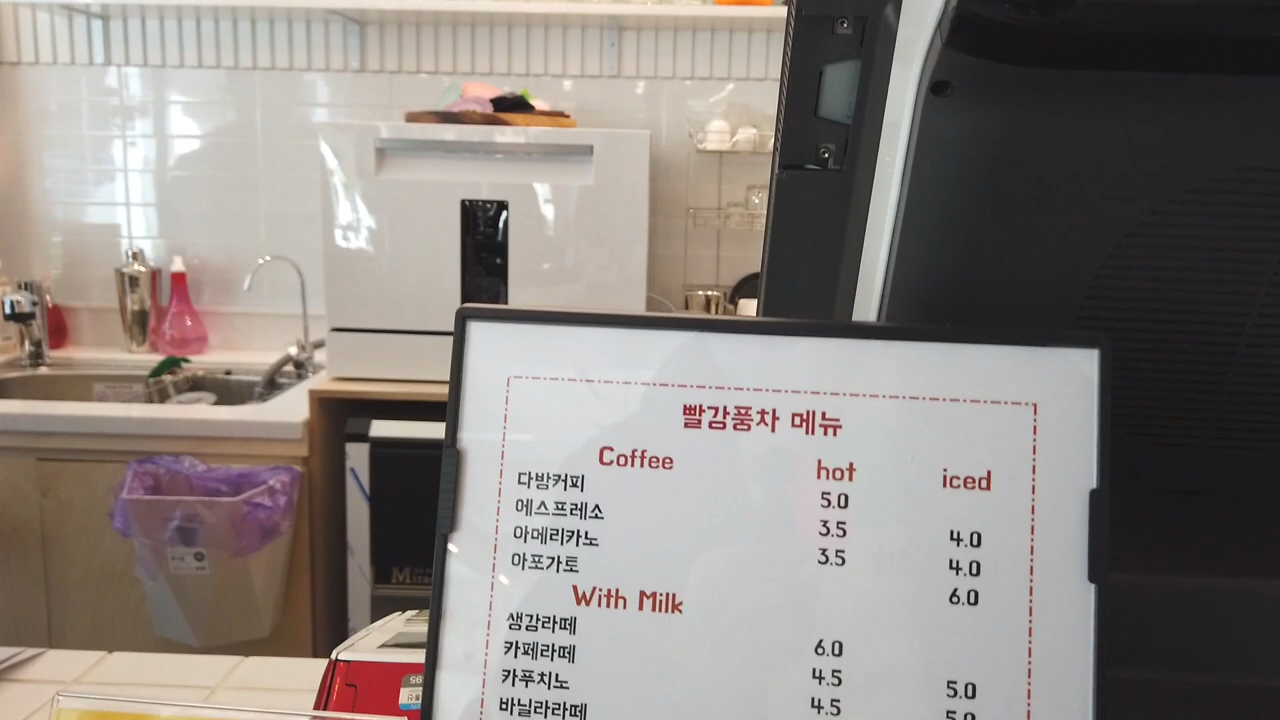 빨강풍차 메뉴
Coffee hot iced
다방커피 5.0
에스프레소 3.5 4.0
아메리카노 3.5 4.0
아포가토 6.0
With Milk
생강라떼 6.0
카페라떼 4.5 5.0
카푸치노 4.5 5.0
바닐라라떼